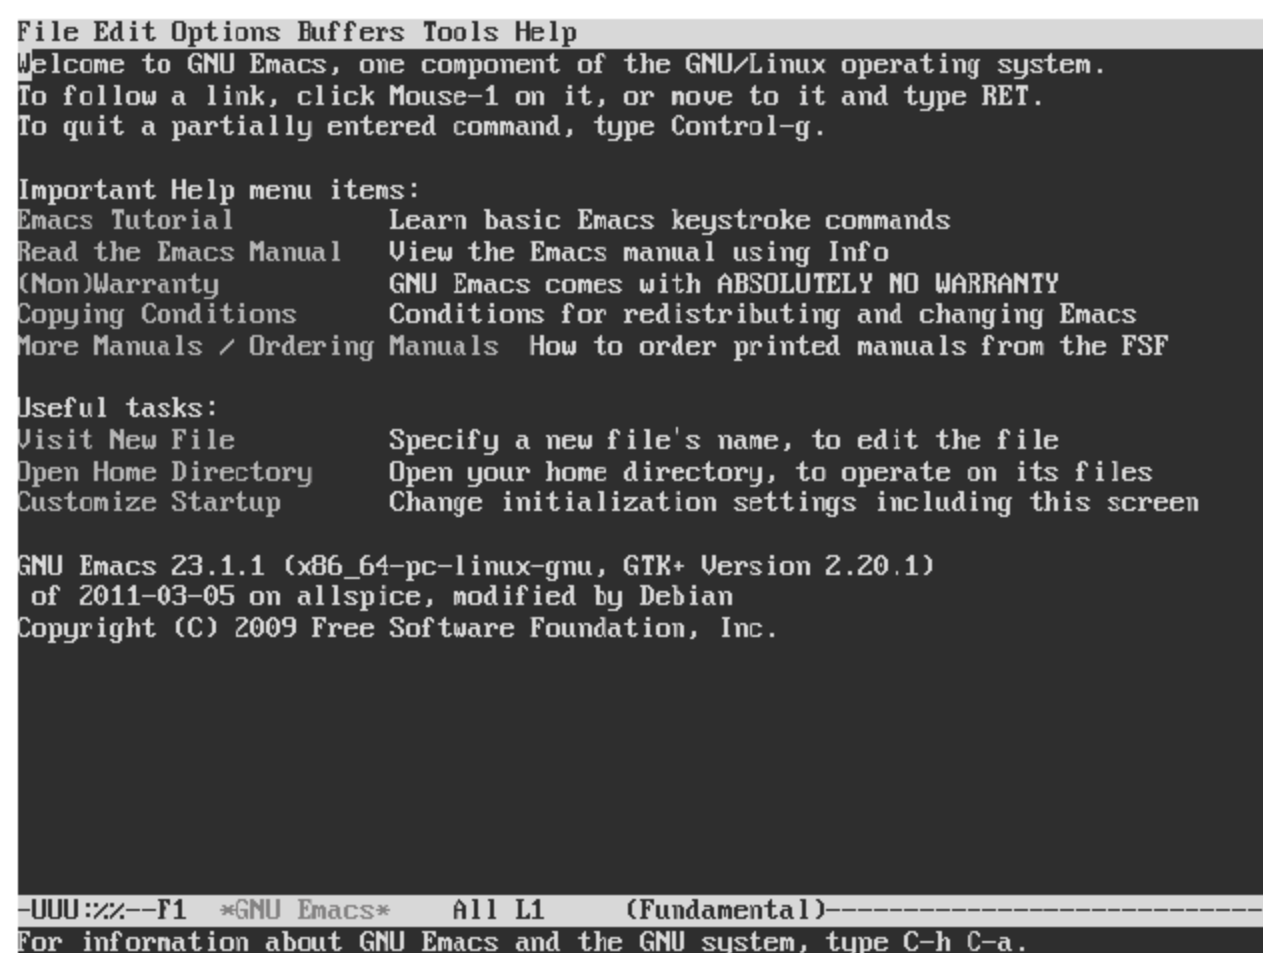 File Edit Options Buffers Tools Help
Welcome to GNU Emacs, one component of the GNU/Linux operating system.
To follow a link, click Mouse-1 on it, or move to it and type RET.
To quit a partially entered command, type Control-g.
Important Help menu items:
Emacs Tutorial Learn basic Emacs keystroke commands
Read the Emacs Manual View the Emacs manual using Info
(Non)Warranty GNU Emacs comes with ABSOLUTELY NO WARRANTY
Copying Conditions Conditions for redistributing and changing Emacs
More Manuals / Ordering Manuals How to order printed manuals from the FSF
Useful tasks:
Visit New File Specify a new file's name, to edit the file
Open Home Directory Open your home directory, to operate on its files
Customize Startup Change initialization settings including this screen
GNU Emacs 23.1.1 (x86_64-pc-linux-gnu, GTK+ Version 2.20.1)
of 2011-03-05 on allspice, modified by Debian
Copyright (C) 2009 Free Software Foundation, Inc.
-UUU:%%--F1 *GNU Emacs* All L1 (Fundamental)----------------------------
For information about GNU Emacs and the GNU system, type C-h C-a.